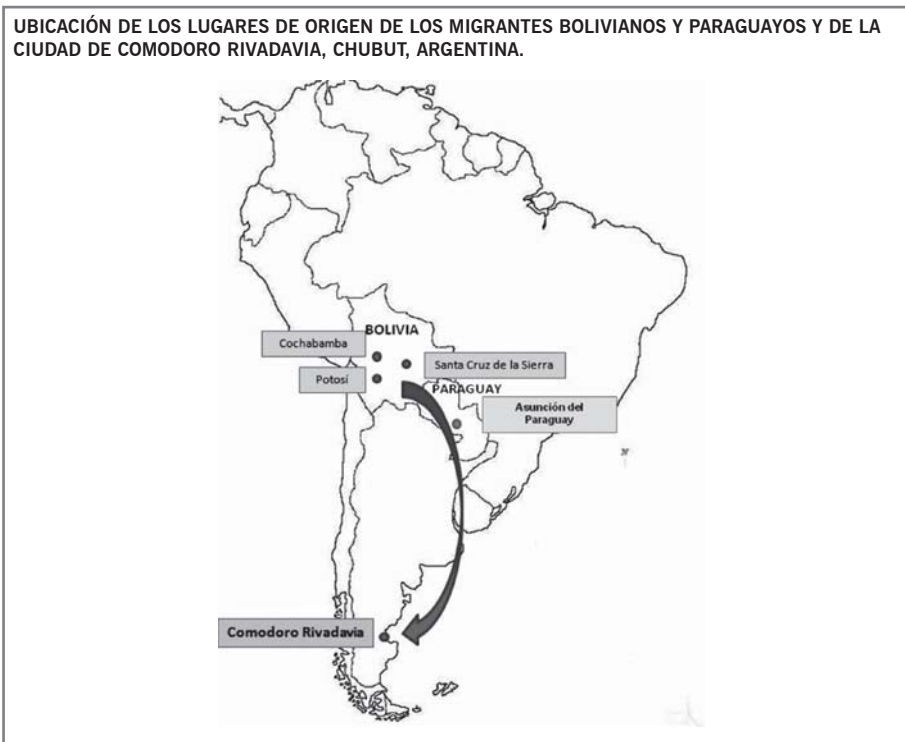 UBICACIÓN DE LOS LUGARES DE ORIGEN DE LOS MIGRANTES BOLIVIANOS Y PARAGUAYOS Y DE LA
CIUDAD DE COMODORO RIVADAVIA, CHUBUT, ARGENTINA.
BOLIVIA
Cochabamba
Santa Cruz de la Sierra
Potosí
PARAGUAY
Asunción del
Paraguay
Comodoro Rivadavia